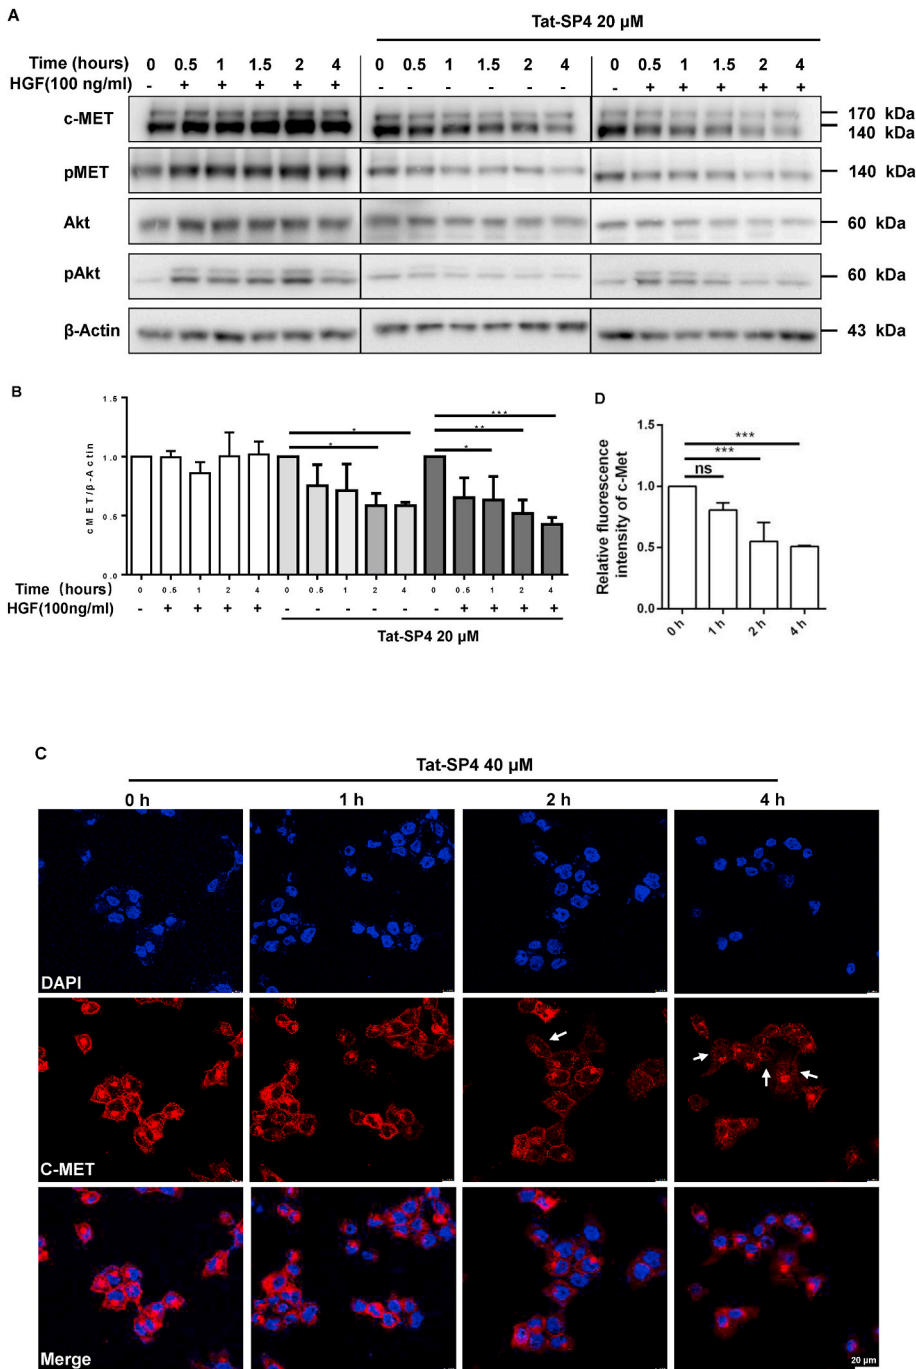 A
Tat-SP4 20 μM
Time (hours) 0 0.5 1 1.5 2 4 0 0.5 1 1.5 2 4 0 0.5 1 1.5 2 4
HGF(100 ng/ml) - + + + + + - - - - - - - + + + + +
c-MET 170 kDa
140 kDa
pMET 140 kDa
Akt 60 kDa
pAkt 60 kDa
β-Actin 43 kDa
B
cMET/β-Actin
1.5
1.0
0.5
0.0
* * * ** ***
Time (hours) 0 0.5 1 2 4 0 0.5 1 2 4 0 0.5 1 2 4
HGF(100ng/ml) - + + + + - - - - - - + + + +
Tat-SP4 20 μM
D
Relative fluorescence
intensity of c-Met
1.5
1.0
0.5
0.0
***
***
ns
0 h 1 h 2 h 4 h
C
Tat-SP4 40 μM
0 h 1 h 2 h 4 h
DAPI
C-MET
Merge
20 μm